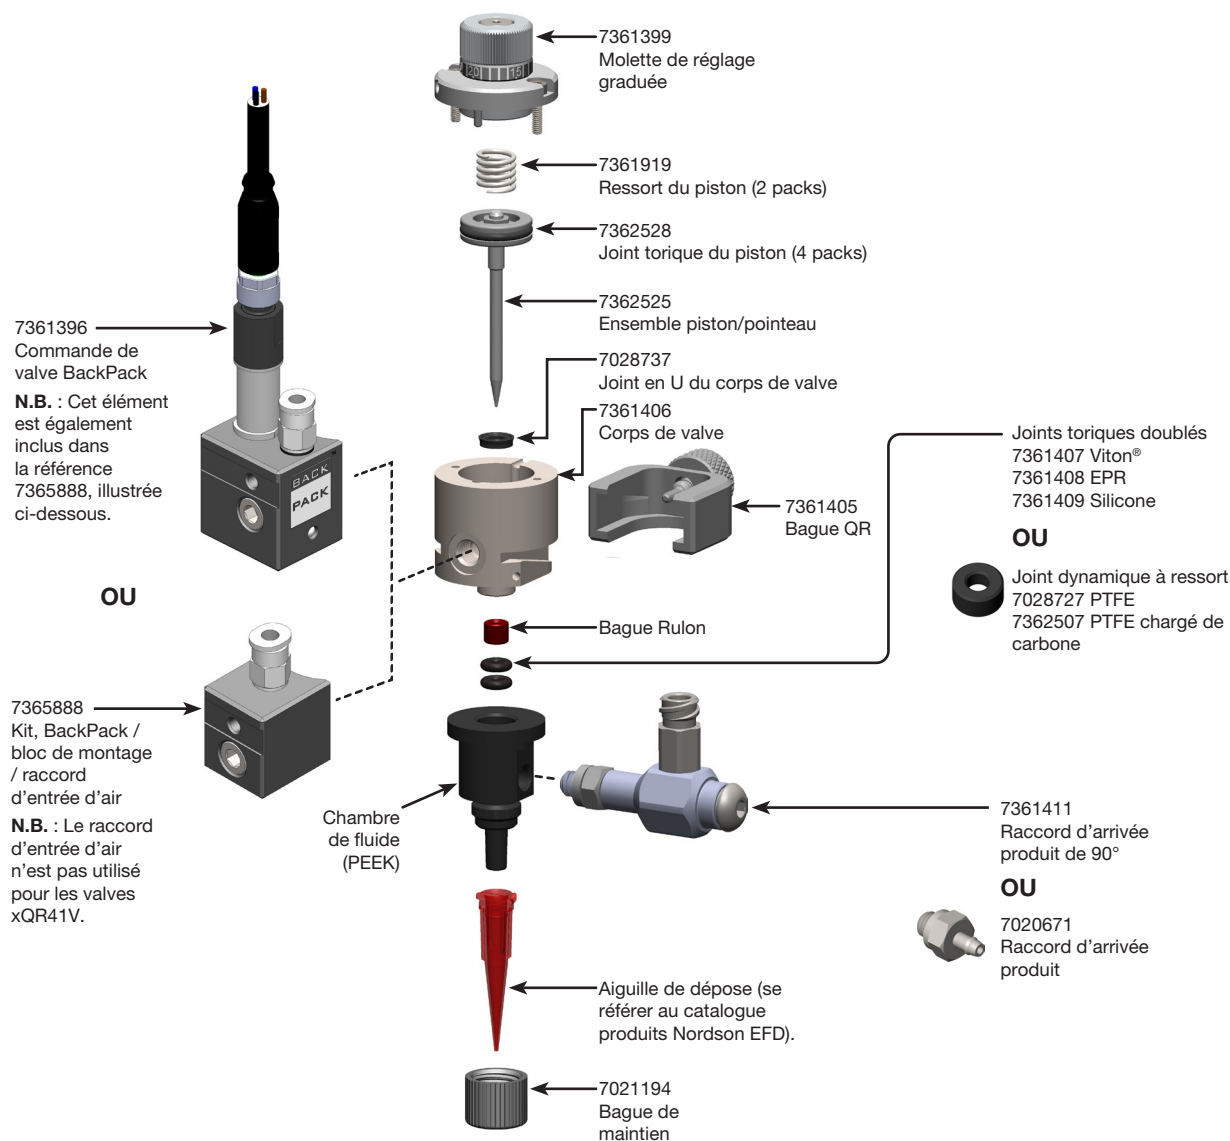 7361399
Molette de réglage
graduée
20 15
7361919
Ressort du piston (2 packs)
7362528
Joint torique du piston (4 packs)
7362525
Ensemble piston/pointeau
7028737
Joint en U du corps de valve
7361406
Corps de valve
7361396
Commande de
valve BackPack
N.B. : Cet élément
est également
inclus dans
la référence
7365888, illustrée
ci-dessous.
BACK
PACK
7361405
Bague QR
Joints toriques doublés
7361407 Viton®
7361408 EPR
7361409 Silicone
OU
Joint dynamique à ressort
7028727 PTFE
7362507 PTFE chargé de
carbone
OU
Bague Rulon
7365888
Kit, BackPack /
bloc de montage
/ raccord
d'entrée d'air
N.B. : Le raccord
d'entrée d'air
n'est pas utilisé
pour les valves
xQR41V.
Chambre
de fluide
(PEEK)
7361411
Raccord d'arrivée
produit de 90°
OU
7020671
Raccord d'arrivée
produit
Aiguille de dépose (se
référer au catalogue
produits Nordson EFD).
7021194
Bague de
maintien